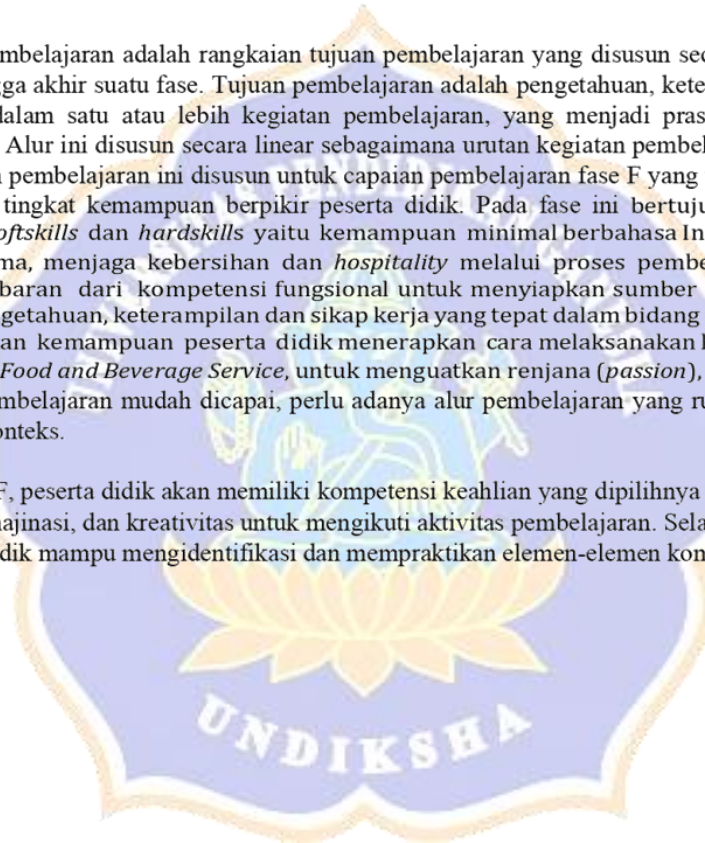 mbelajaran adalah rangkaian tujuan pembelajaran yang disusun sec
gga akhir suatu fase. Tujuan pembelajaran adalah pengetahuan, kete
dalam satu atau lebih kegiatan pembelajaran, yang menjadi pras
Alur ini disusun secara linear sebagaimana urutan kegiatan pembel
n pembelajaran ini disusun untuk capaian pembelajaran fase F yang
tingkat kemampuan berpikir peserta didik. Pada fase ini bertuju
oftskills dan hardskills yaitu kemampuan minimal berbahasa In
ma, menjaga kebersihan dan hospitality melalui proses pembe
baran dari kompetensi fungsional untuk menyiapkan sumber
getahuan, keterampilan dan sikap kerja yang tepat dalam bidang
an kemampuan peserta didik menerapkan cara melaksanakan l
Food and Beverage Service, untuk menguatkan renjana (passion),
mbelajaran mudah dicapai, perlu adanya alur pembelajaran yang ru
onteks.
F, peserta didik akan memiliki kompetensi keahlian yang dipilihnya
najinasi, dan kreativitas untuk mengikuti aktivitas pembelajaran. Sela
dik mampu mengidentifikasi dan mempraktikan elemen-elemen kom
UNIVERSITAS PENDIDIKAN GANESHA
UNDIKSHA